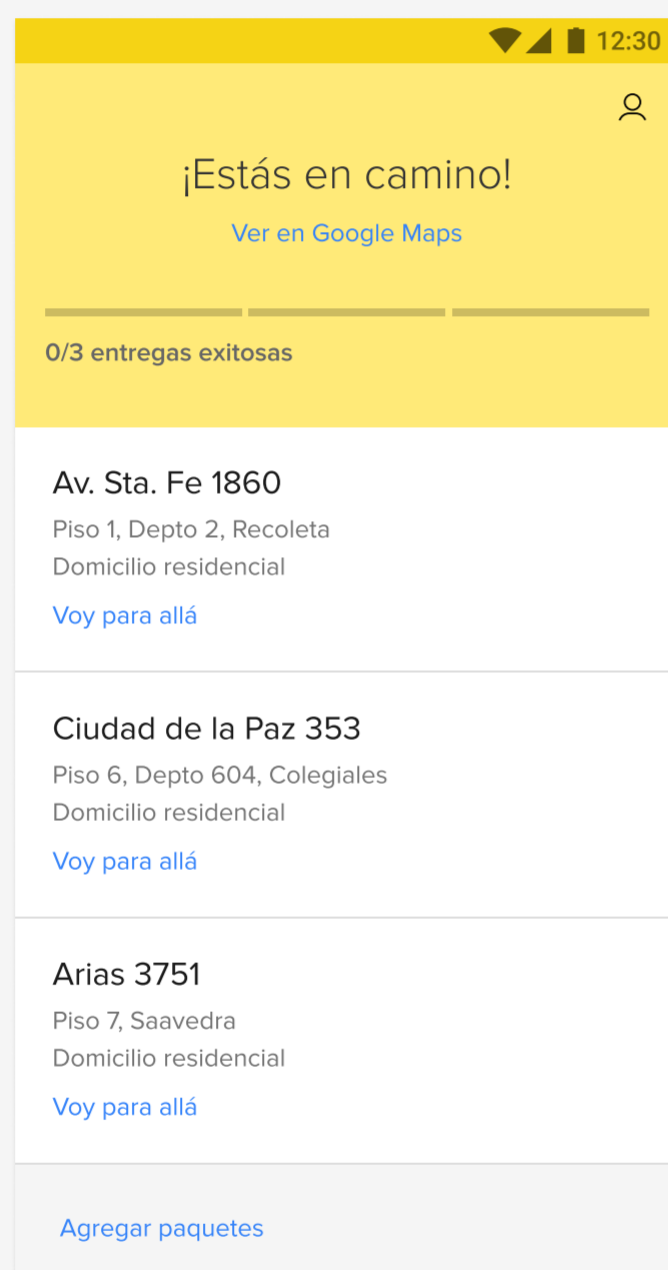 12:30
¡Estás en camino!
Ver en Google Maps
0/3 entregas exitosas
Av. Sta. Fe 1860
Piso 1, Depto 2, Recoleta
Domicilio residencial
Voy para allá
Ciudad de la Paz 353
Piso 6, Depto 604, Colegiales
Domicilio residencial
Voy para allá
Arias 3751
Piso 7, Saavedra
Domicilio residencial
Voy para allá
Agregar paquetes